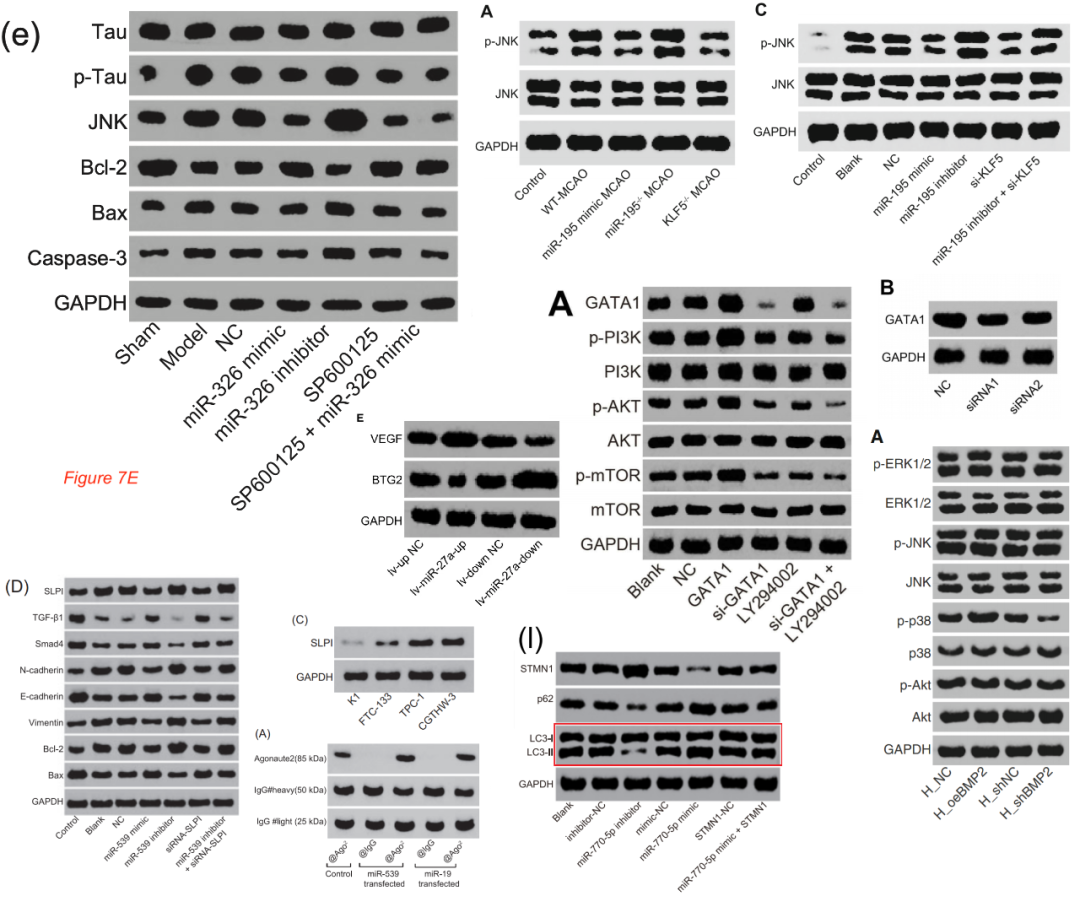 (e)
Tau
p-Tau
JNK
Bcl-2
Bax
Caspase-3
GAPDH
Sham
Model
NC
miR-326 mimic
miR-326 inhibitor
SP600125
SP600125 + miR-326 mimic
Figure 7E
A
p-JNK
JNK
GAPDH
Control
WT-MCAO
miR-195 mimic MCAO
miR-195-/- MCAO
KLF5-/- MCAO
C
p-JNK
JNK
GAPDH
Control
Blank
NC
miR-195 mimic
miR-195 inhibitor
si-KLF5
miR-195 inhibitor + si-KLF5
A
GATA1
p-PI3K
PI3K
p-AKT
AKT
p-mTOR
mTOR
GAPDH
Blank
NC
GATA1
si-GATA1
LY294002
si-GATA1 +
LY294002
B
GATA1
GAPDH
NC
siRNA1
siRNA2
E
VEGF
BTG2
GAPDH
lv-up NC
lv-miR-27a-up
lv-down NC
lv-miR-27a-down
A
p-ERK1/2
ERK1/2
p-JNK
JNK
p-p38
p38
p-Akt
Akt
GAPDH
H_NC
H_oeBMP2
H_shNC
H_shBMP2
(D)
SLPI
TGF-β1
Smad4
N-cadherin
E-cadherin
Vimentin
Bcl-2
Bax
GAPDH
Control
Blank
NC
miR-539 mimic
miR-539 inhibitor
siRNA-SLPI
miR-539 inhibitor
+ siRNA-SLPI
(C)
SLPI
GAPDH
K1
FTC-133
TPC-1
CGTHW-3
(A)
Agonaute2(85 kDa)
IgG#heavy(50 kDa)
IgG #light (25 kDa)
@Ago2
@IgG
@Ago2
@IgG
@Ago2
Control
miR-539
transfected
miR-19
transfected
(I)
STMN1
p62
LC3-I
LC3-II
GAPDH
Blank
inhibitor-NC
miR-770-5p inhibitor
mimic-NC
miR-770-5p mimic
STMN1-NC
miR-770-5p mimic + STMN1